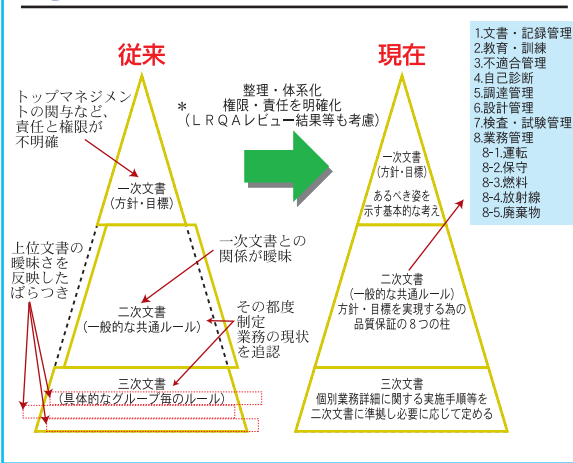 従来
トップマネジメン
トの関与など、
責任と権限が
不明確
一次文書
(方針・目標)
上位文書の
曖昧さを
反映した
ばらつき
一次文書との
関係が曖昧
二次文書
(一般的な共通ルール)
その都度
制定
業務の現状
を追認
三次文書
(具体的なグループ毎のルール)
*
整理・体系化
権限・責任を明確化
(LRQAレビュー結果等も考慮)
現在
一次文書
(方針・目標)
あるべき姿を
示す基本的な考え
二次文書
(一般的な共通ルール)
方針・目標を実現する為の
品質保証の8つの柱
三次文書
個別業務詳細に関する実施手順等を
二次文書に準拠し必要に応じて定める
1.文書・記録管理
2.教育・訓練
3.不適合管理
4.自己診断
5.調達管理
6.設計管理
7.検査・試験管理
8.業務管理
8-1.運転
8-2.保守
8-3.燃料
8-4.放射線
8-5.廃棄物